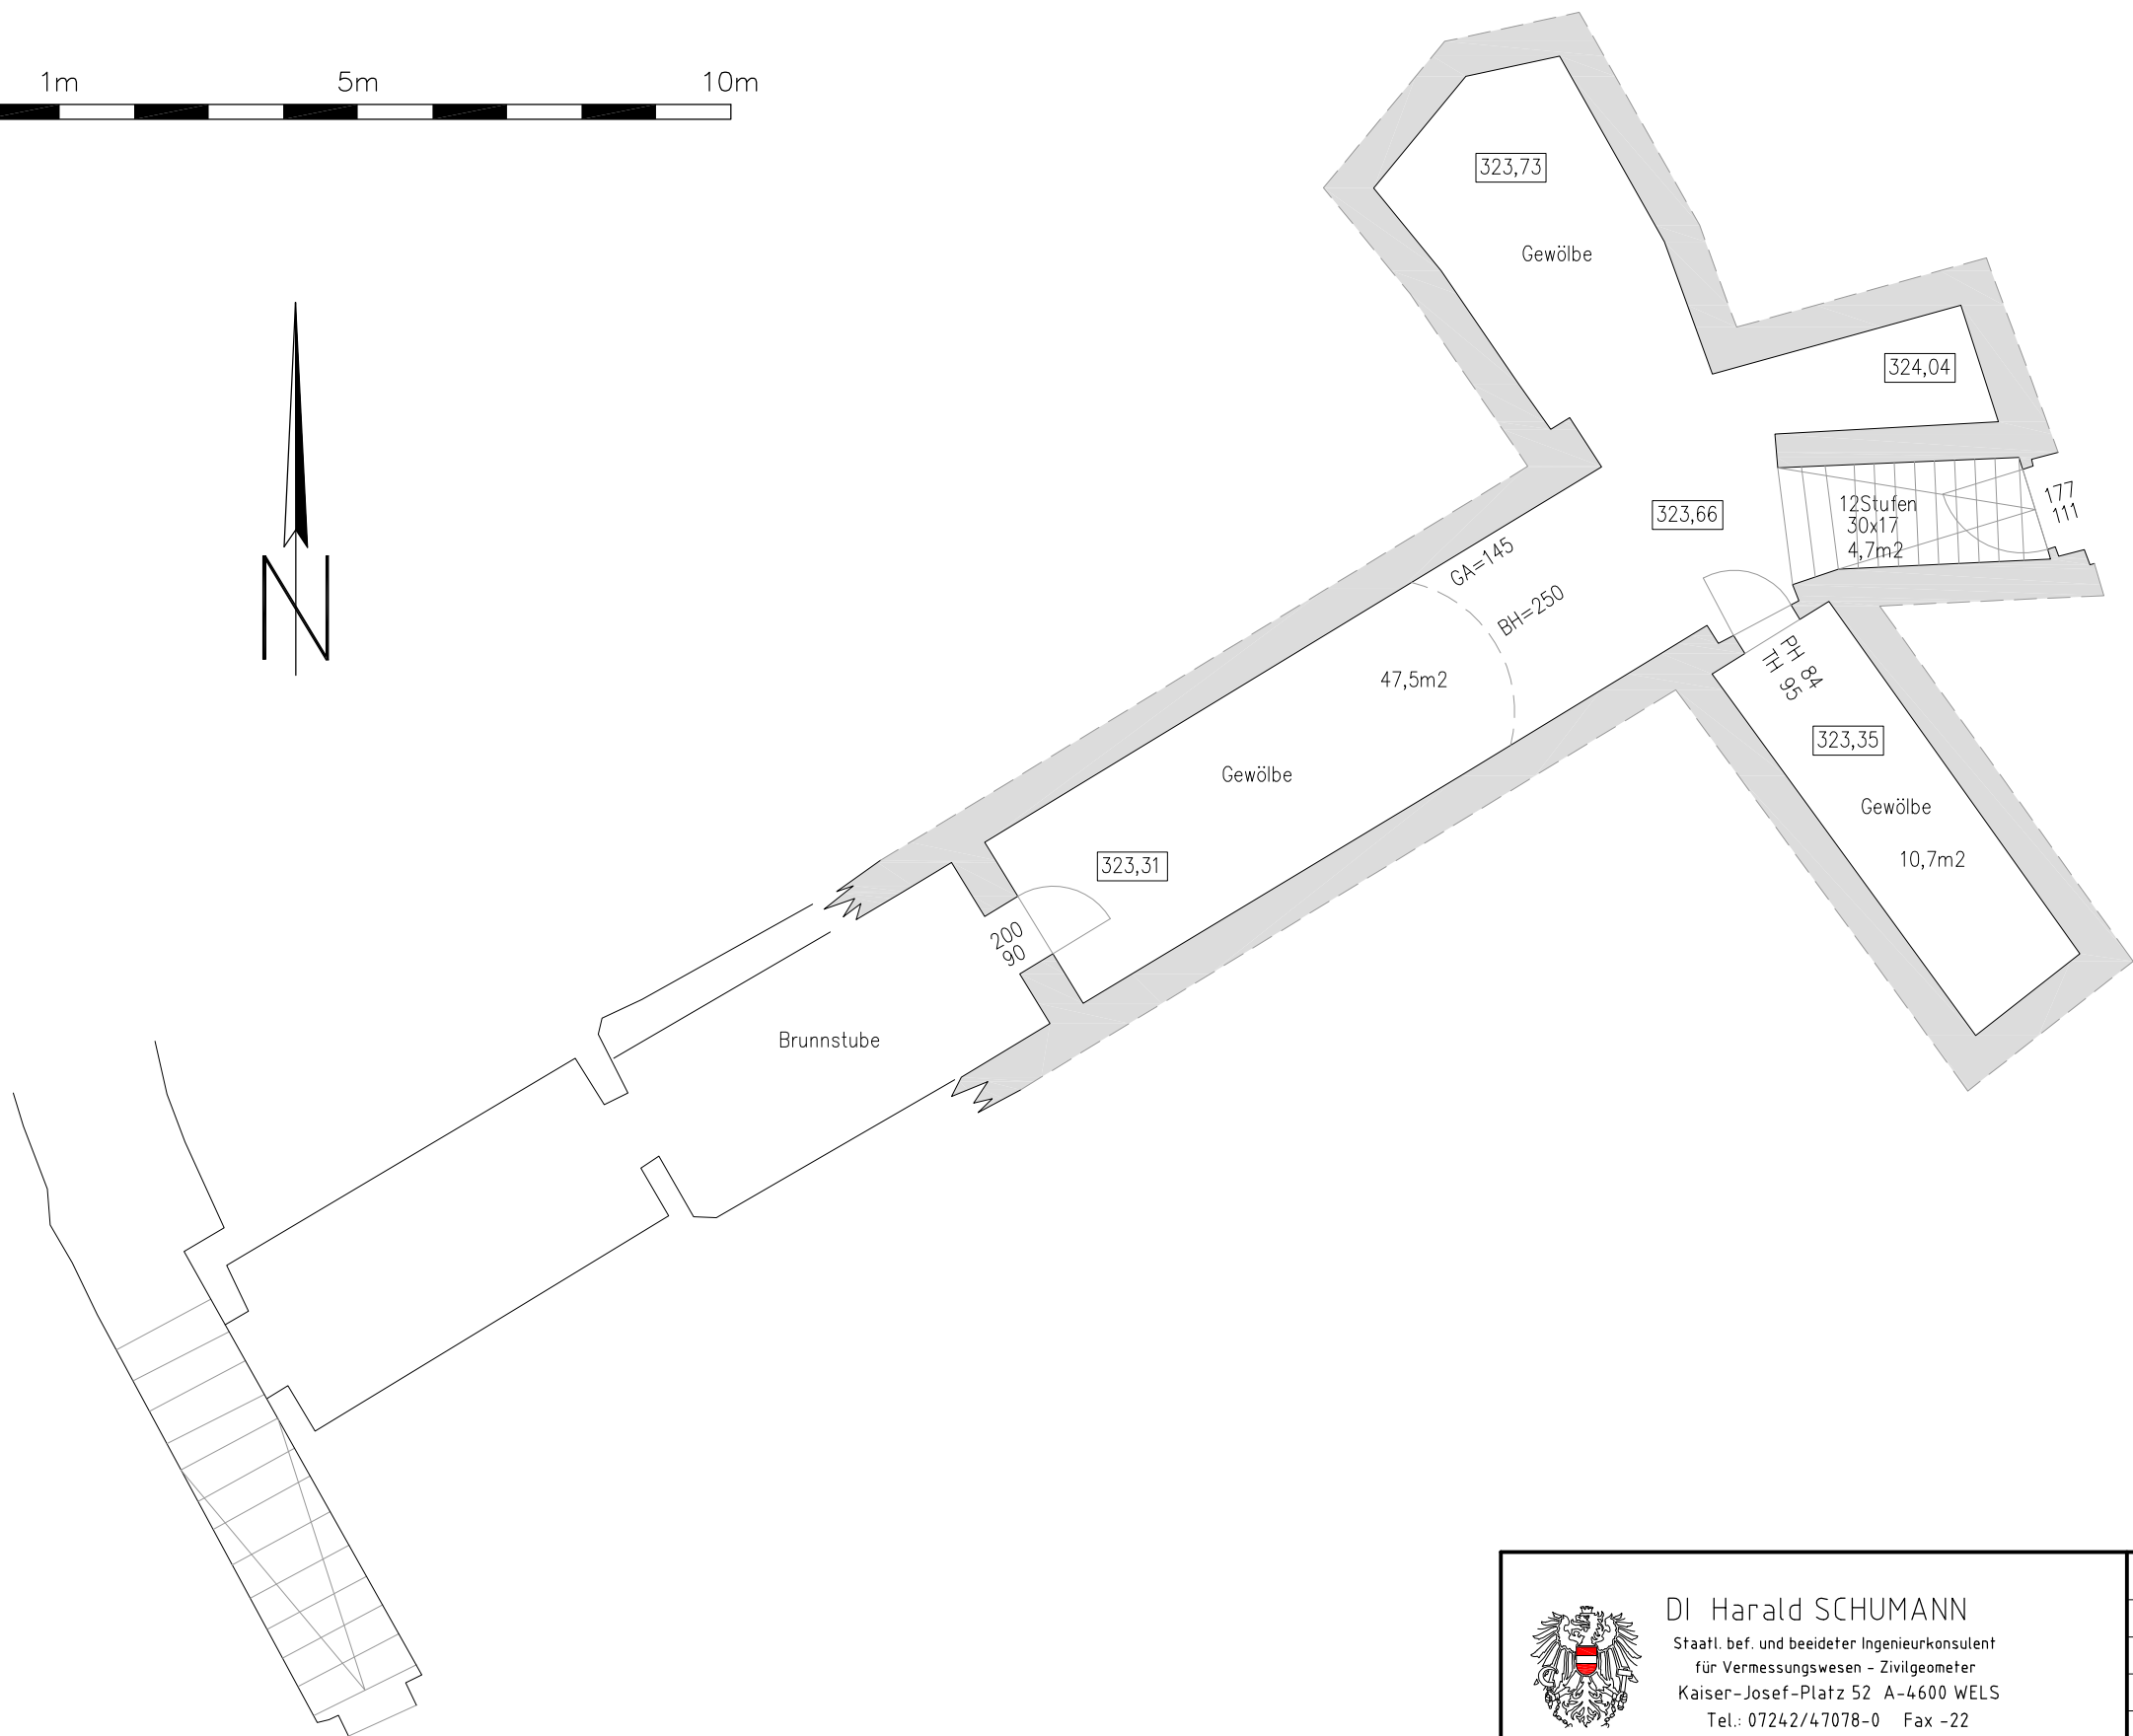 1m 5m 10m
323,73
Gewölbe
324,04
12Stufen
30x17
4,7m2
177
111
323,66
GA=145
BH=250
PH 84
TH 95
47,5m2
323,35
Gewölbe
Gewölbe
10,7m2
323,31
200
90
Brunnstube
N
DI Harald SCHUMANN
Staatl. bef. und beeideter Ingenieurkonsulent
für Vermessungswesen - Zivilgeometer
Kaiser-Josef-Platz 52 A-4600 WELS
Tel.: 07242/47078-0 Fax -22